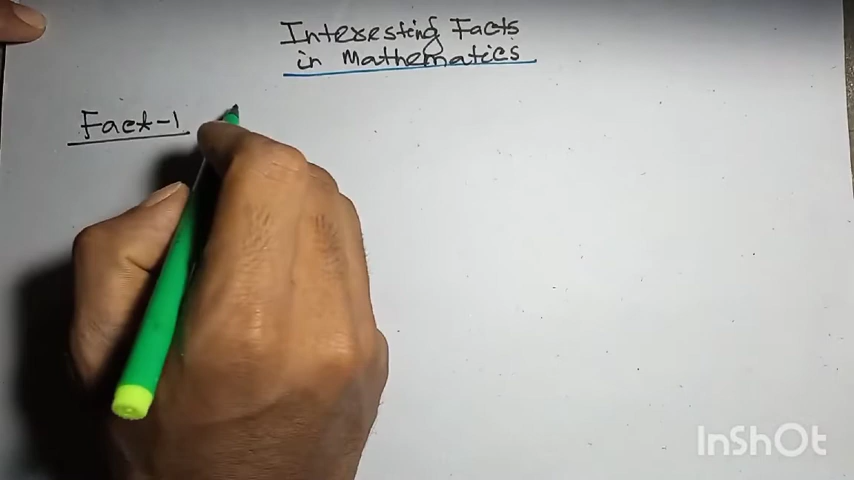 Interesting Facts
in Mathematics
Fact-1
InShOt